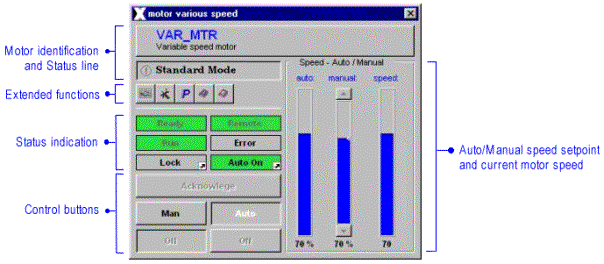 motor various speed
VAR_MTR
Variable speed motor
Motor identification
and Status line
Standard Mode
Speed - Auto / Manual
auto: manual: speed:
Extended functions
P
Ready Remote
Status indication
Run Error
Lock Auto On
Auto/Manual speed setpoint
and current motor speed
Acknowlege
Control buttons
Man Auto
Off Off
70 % 70 % 70